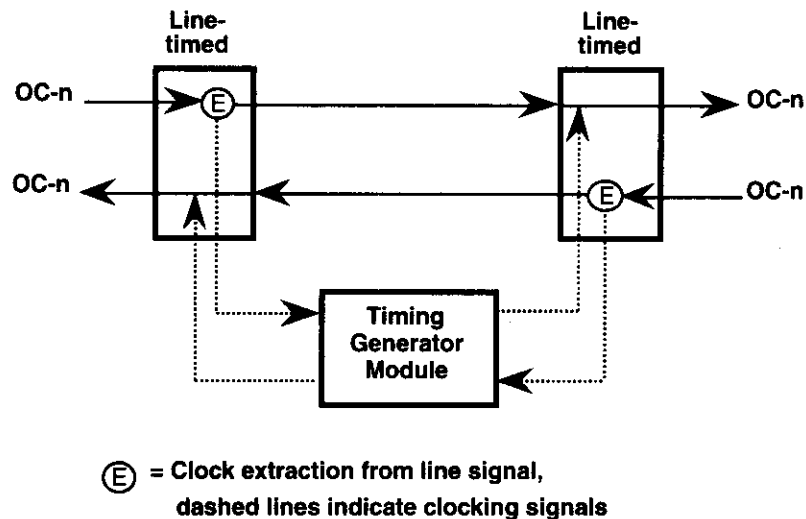 Line-
timed
Line-
timed
OC-n
E
OC-n
OC-n
E
OC-n
Timing
Generator
Module
E = Clock extraction from line signal,
dashed lines indicate clocking signals